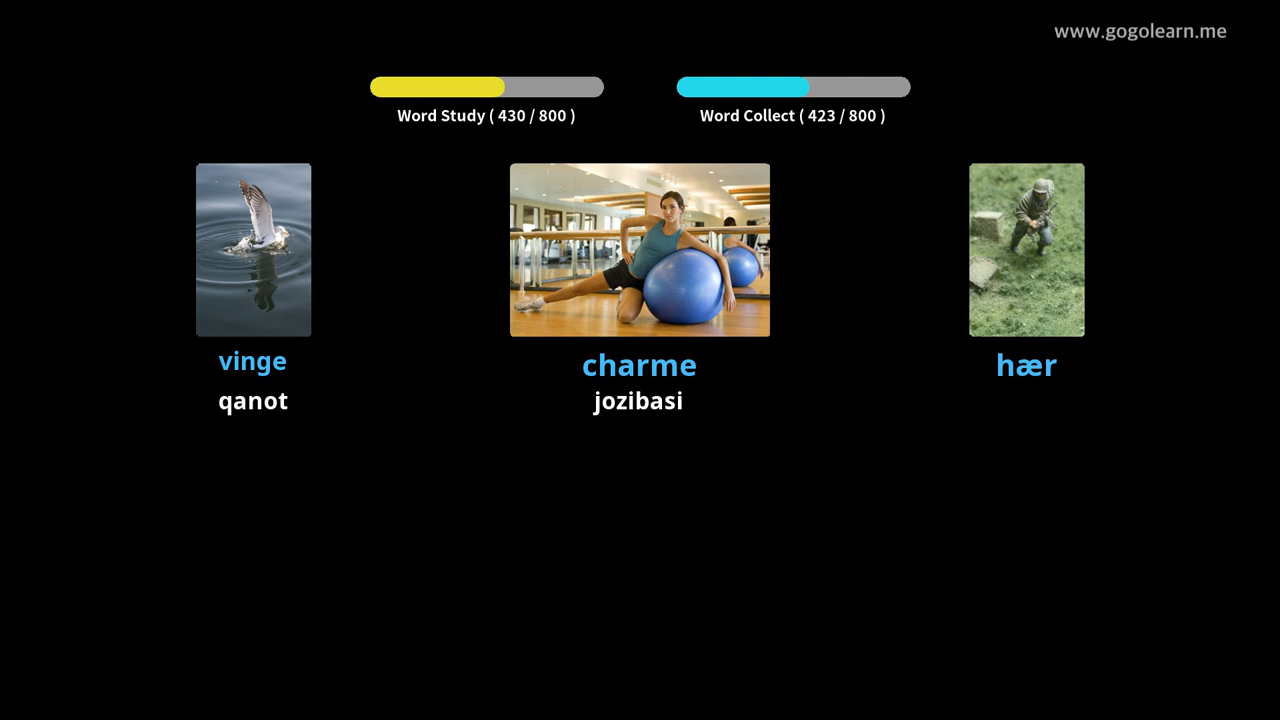 www.gogolearn.me
Word Study ( 430 / 800 )
Word Collect ( 423 / 800 )
vinge
charme
hær
qanot
jozibasi